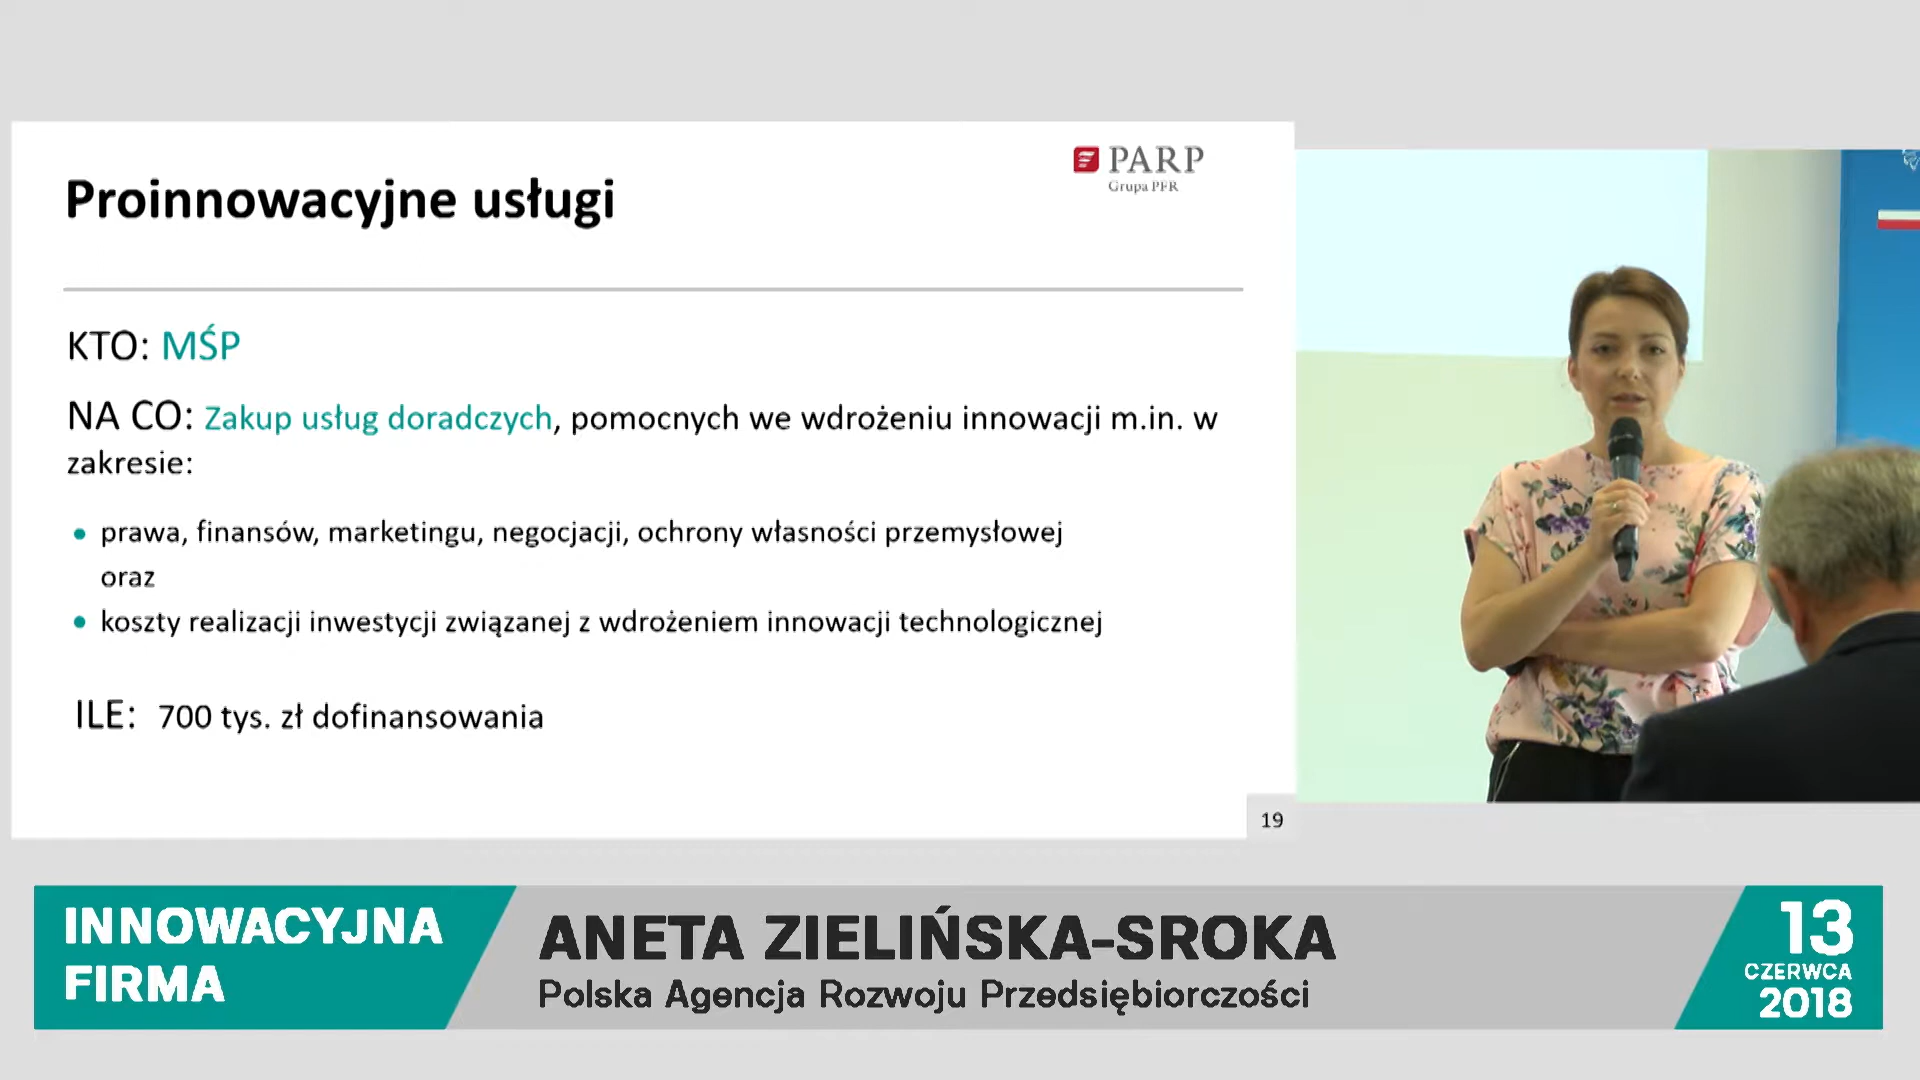 PARP
Grupa PFR
Proinnowacyjne usługi
KTO: MŚP
NA CO: Zakup usług doradczych, pomocnych we wdrożeniu innowacji m.in. w
zakresie:
• prawa, finansów, marketingu, negocjacji, ochrony własności przemysłowej
oraz
• koszty realizacji inwestycji związanej z wdrożeniem innowacji technologicznej
ILE: 700 tys. zł dofinansowania
19
INNOWACYJNA
FIRMA
ANETA ZIELIŃSKA-SROKA
Polska Agencja Rozwoju Przedsiębiorczości
13
CZERWCA
2018